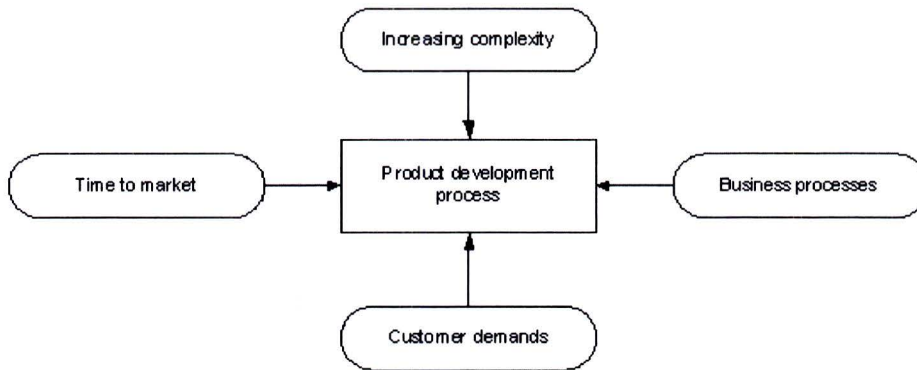 Increasing complexity
Time to market
Product development
process
Business processes
Customer demands